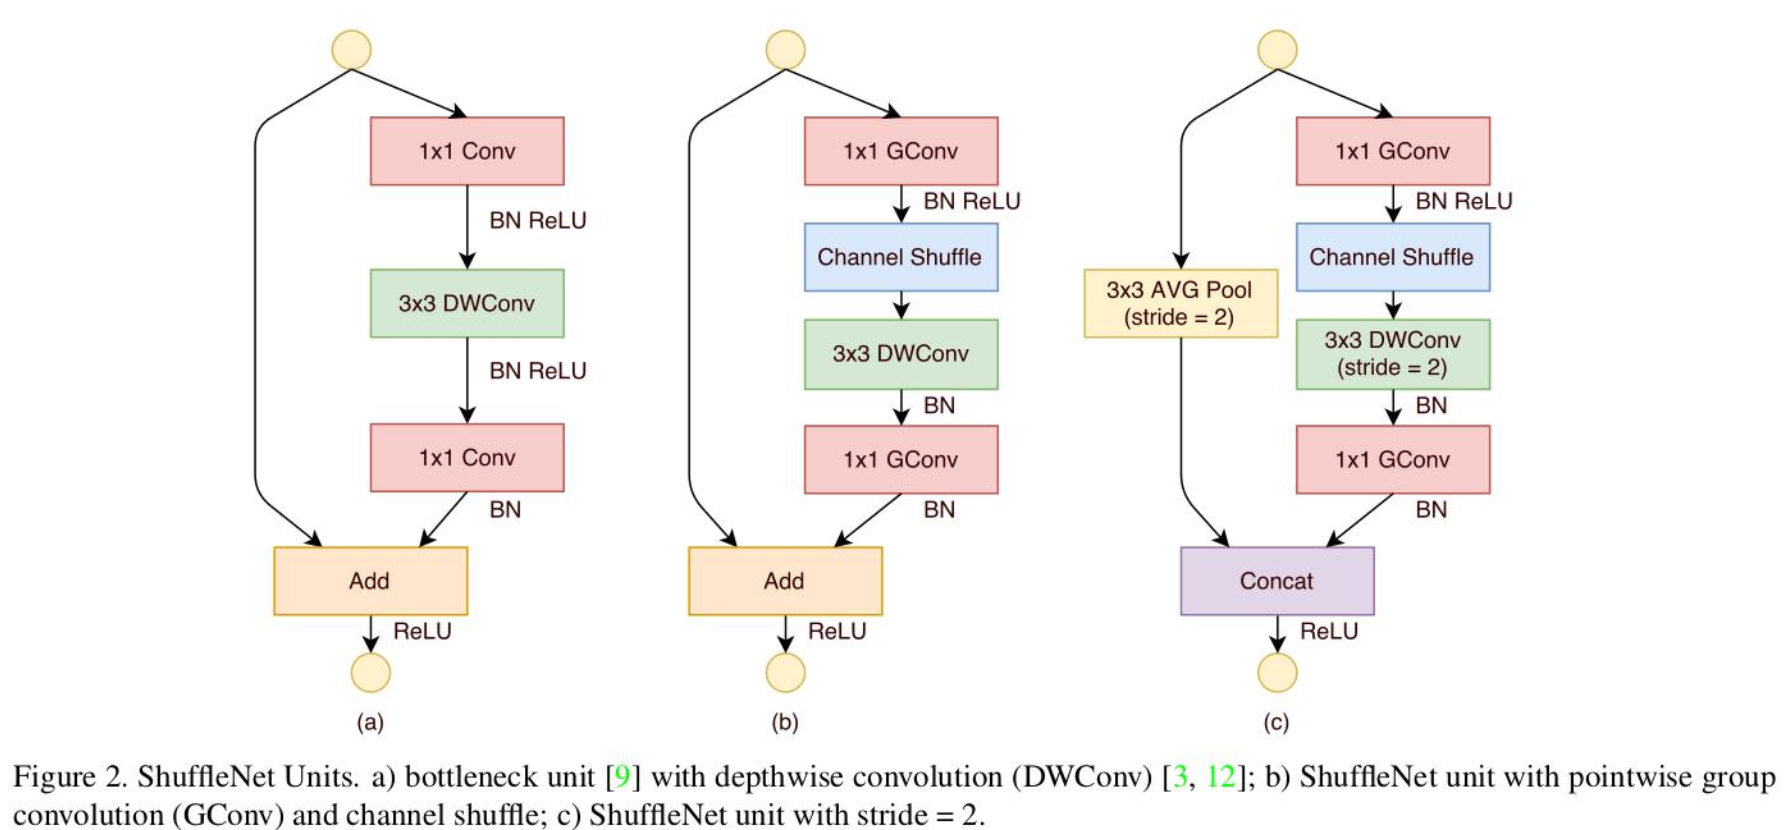 1x1 Conv
BN ReLU
3x3 DWConv
BN ReLU
1x1 Conv
BN
Add
ReLU
(a)
1x1 GConv
BN ReLU
Channel Shuffle
3x3 DWConv
BN
1x1 GConv
BN
Add
ReLU
(b)
3x3 AVG Pool
(stride = 2)
1x1 GConv
BN ReLU
Channel Shuffle
3x3 DWConv
(stride = 2)
BN
1x1 GConv
BN
Concat
ReLU
(c)
Figure 2. ShuffleNet Units. a) bottleneck unit [9] with depthwise convolution (DWConv) [3, 12]; b) ShuffleNet unit with pointwise group
convolution (GConv) and channel shuffle; c) ShuffleNet unit with stride = 2.